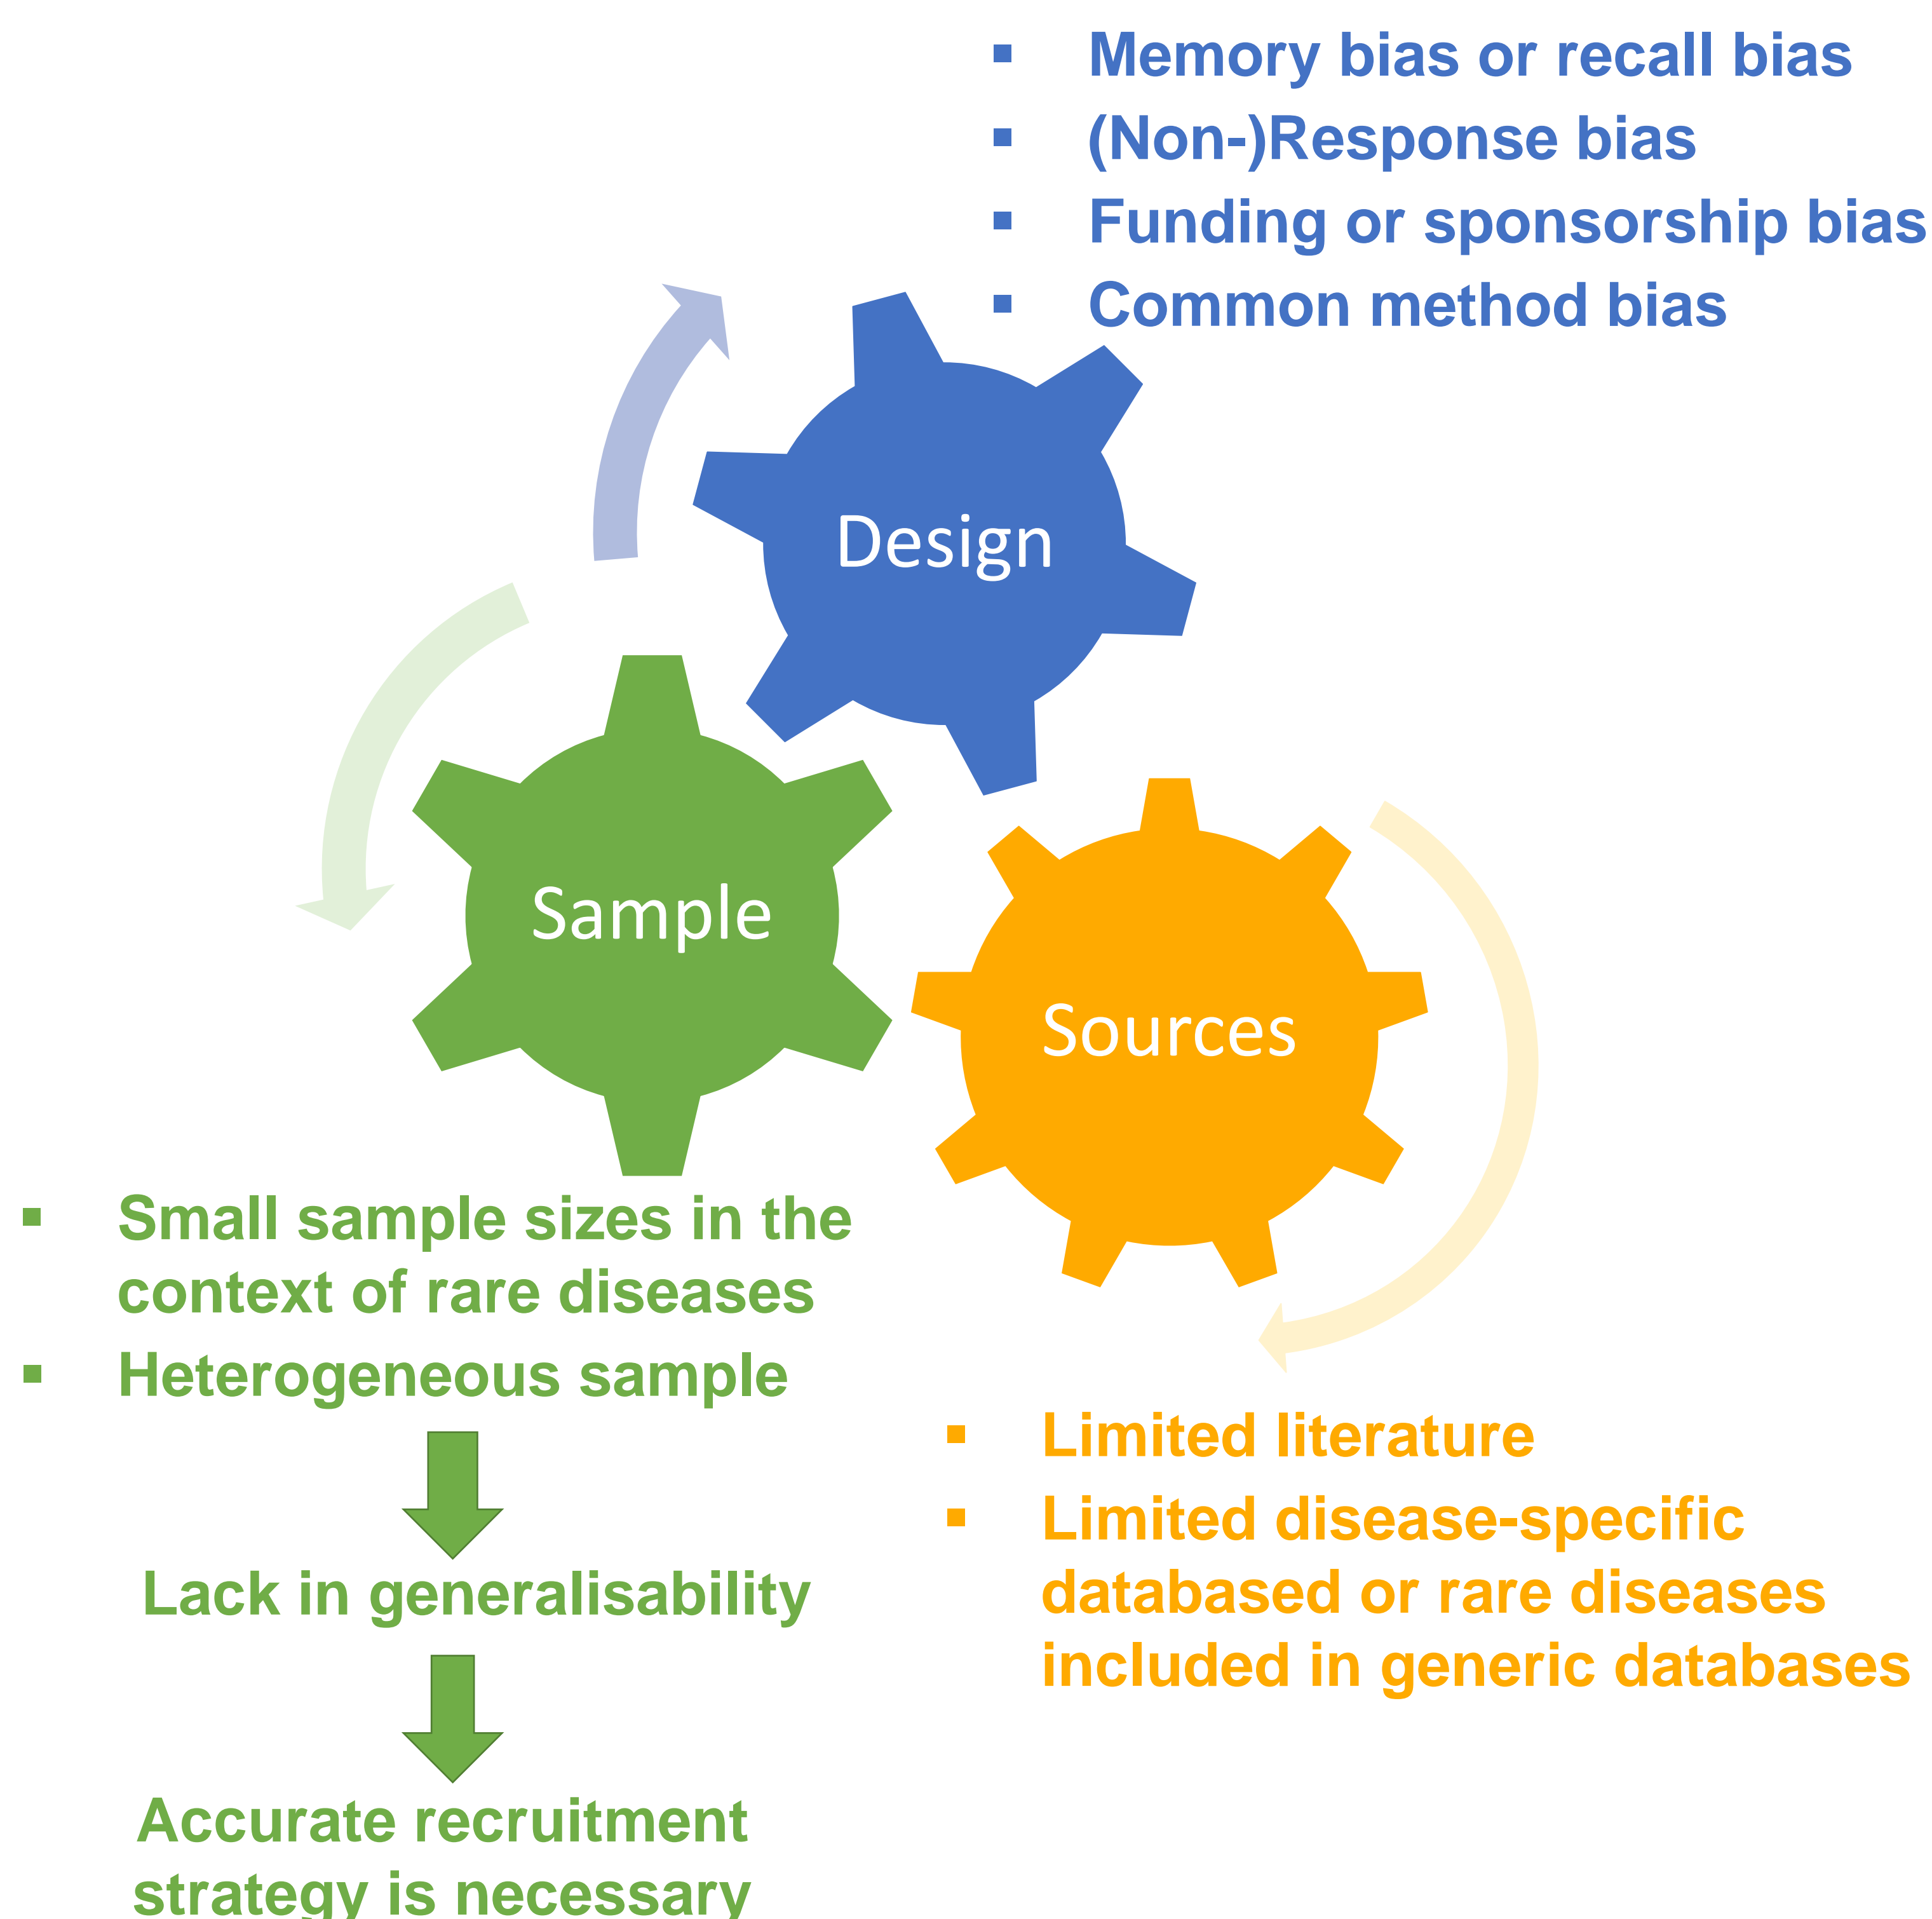 ▪ Memory bias or recall bias
▪ (Non-)Response bias
▪ Funding or sponsorship bias
▪ Common method bias
Design
Sample
Sources
▪ Small sample sizes in the
context of rare diseases
▪ Heterogeneous sample
Lack in generalisability
Accurate recruitment
strategy is necessary
▪ Limited literature
▪ Limited disease-specific
databased or rare diseases
included in generic databases